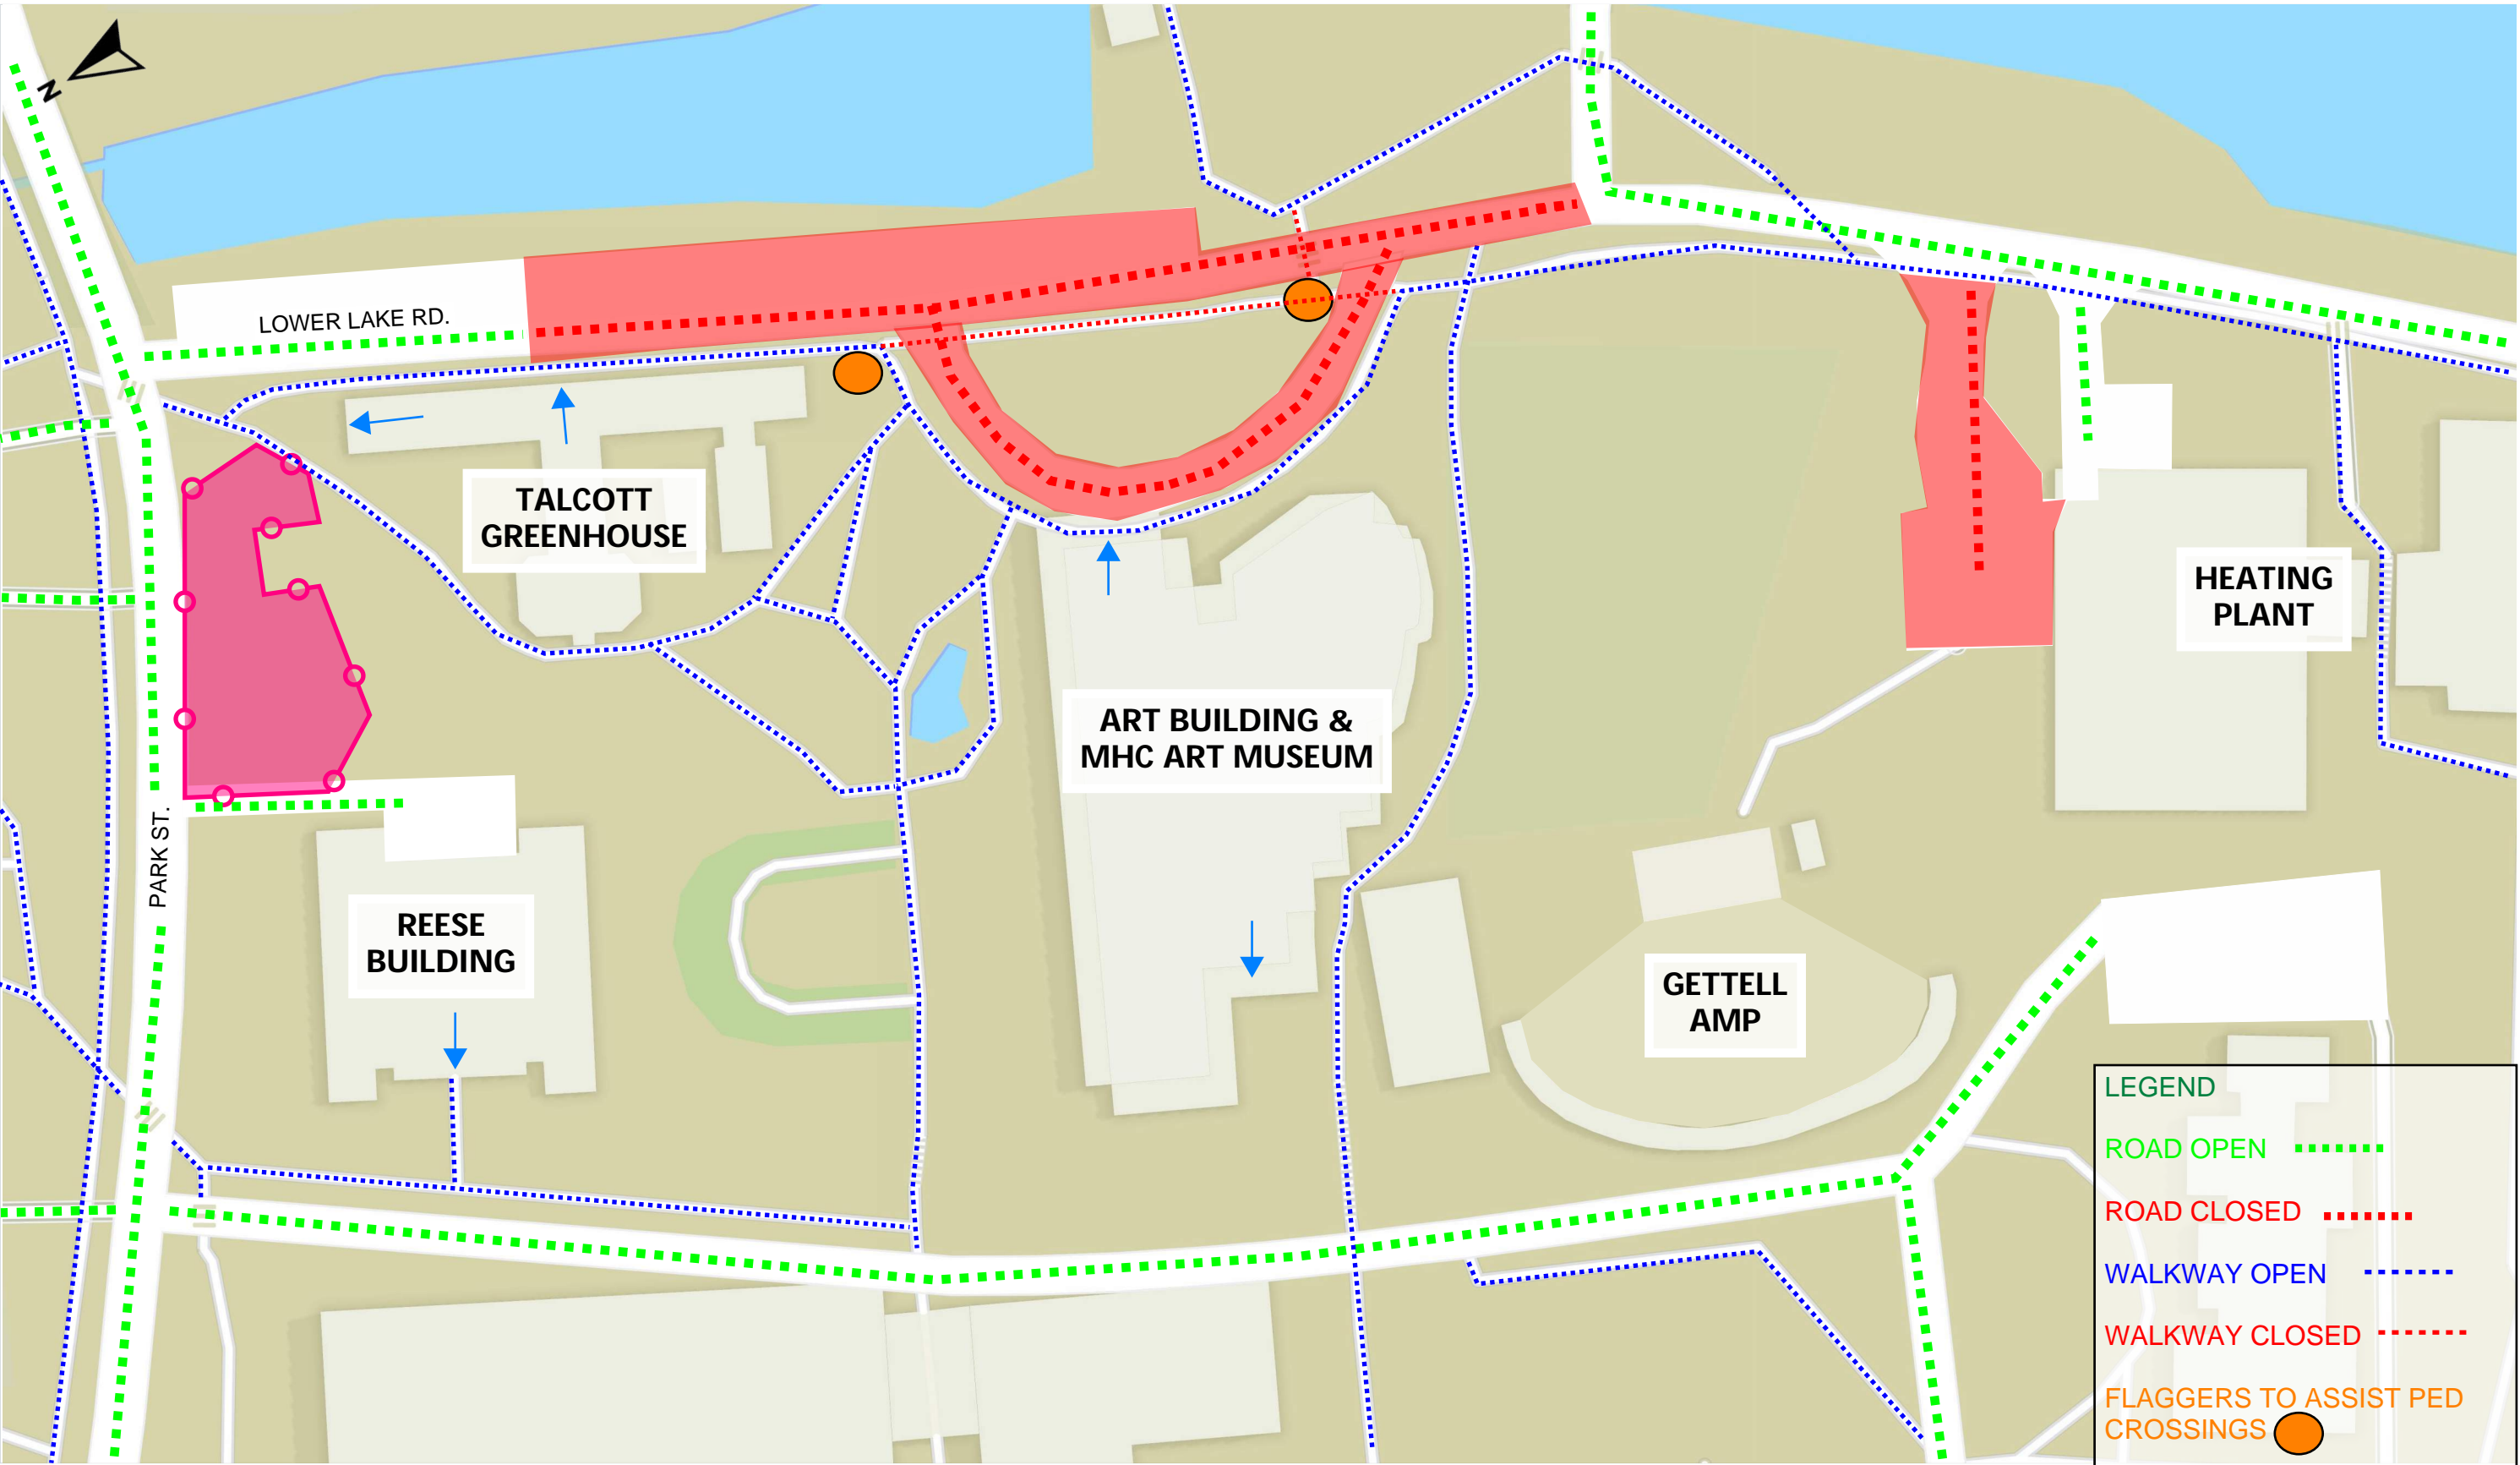 N
LOWER LAKE RD.
TALCOTT
GREENHOUSE
HEATING
PLANT
ART BUILDING &
MHC ART MUSEUM
PARK ST.
REESE
BUILDING
GETTELL
AMP
LEGEND
ROAD OPEN
ROAD CLOSED
WALKWAY OPEN
WALKWAY CLOSED
FLAGGERS TO ASSIST PED
CROSSINGS